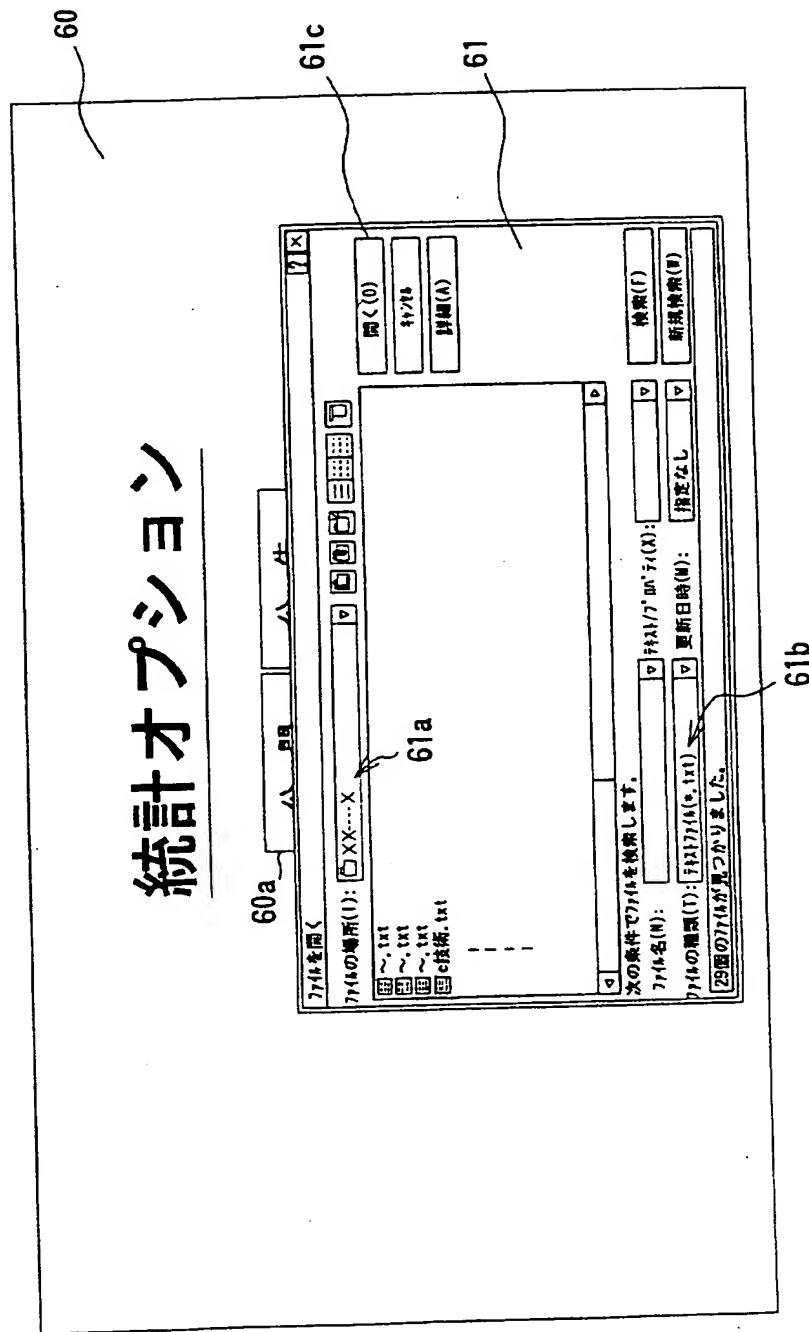 60
統計オプション
60a
ファイルを開く
? ×
61c
ファイルの場所(I): XX----X
開く(O)
61a
キャンセル
詳細(A)
~.txt
~.txt
~.txt
c技術.txt
61
次の条件でファイルを検索します。
ファイル名(N):
テキスト/プロパティ(X):
検索(F)
ファイルの種類(T): テキストファイル(*.txt)
更新日時(M): 指定なし
新規検索(W)
29個のファイルが見つかりました。
61b